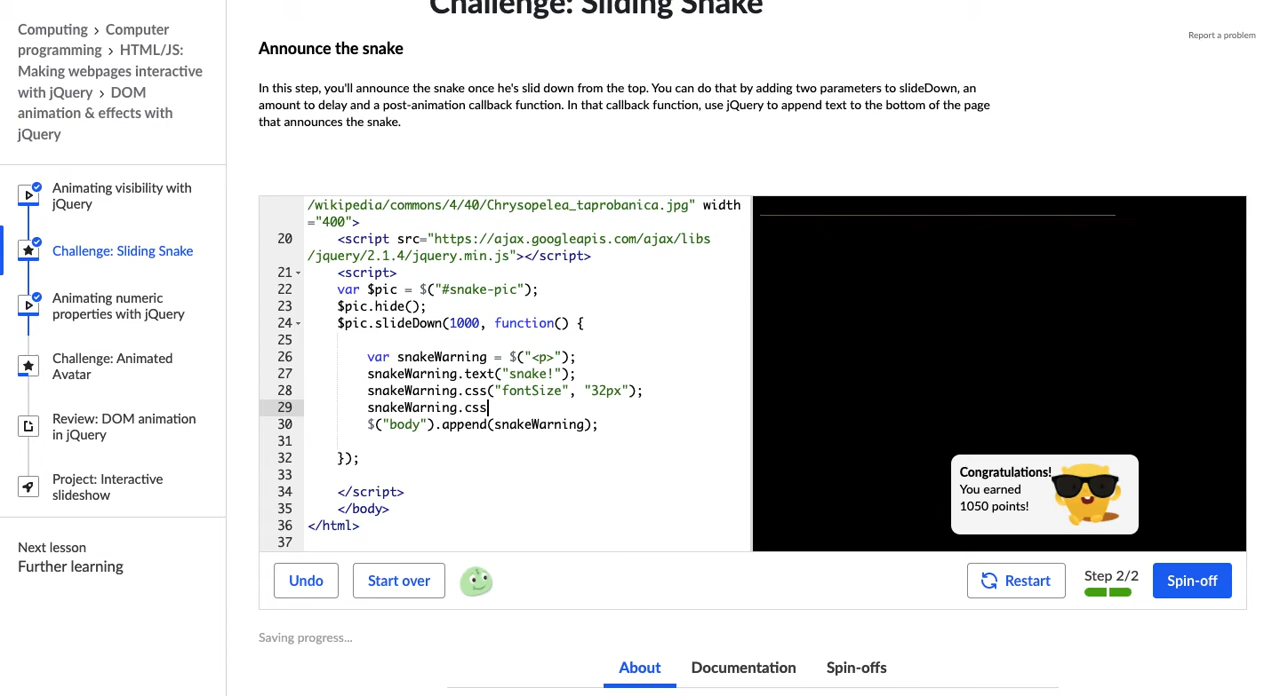 Challenge: Sliding Snake
Computing › Computer
programming › HTML/JS:
Making webpages interactive
with jQuery › DOM
animation & effects with
jQuery
Animating visibility with
jQuery
Challenge: Sliding Snake
Animating numeric
properties with jQuery
Challenge: Animated
Avatar
Review: DOM animation
in jQuery
Project: Interactive
slideshow
Next lesson
Further learning
Report a problem
Announce the snake
In this step, you'll announce the snake once he's slid down from the top. You can do that by adding two parameters to slideDown, an
amount to delay and a post-animation callback function. In that callback function, use jQuery to append text to the bottom of the page
that announces the snake.
/wikipedia/commons/4/40/Chrysopelea_taprobanica.jpg" width
="400">
20 <script src="https://ajax.googleapis.com/ajax/libs
/jquery/2.1.4/jquery.min.js"></script>
21 <script>
22 var $pic = $("#snake-pic");
23 $pic.hide();
24 $pic.slideDown(1000, function() {
25
26 var snakeWarning = $("<p>");
27 snakeWarning.text("snake!");
28 snakeWarning.css("fontSize", "32px");
29 snakeWarning.css
30 $("body").append(snakeWarning);
31
32 });
33
34 </script>
35 </body>
36 </html>
37
Congratulations!
You earned
1050 points!
Undo
Start over
Restart
Step 2/2
Spin-off
Saving progress...
About
Documentation
Spin-offs